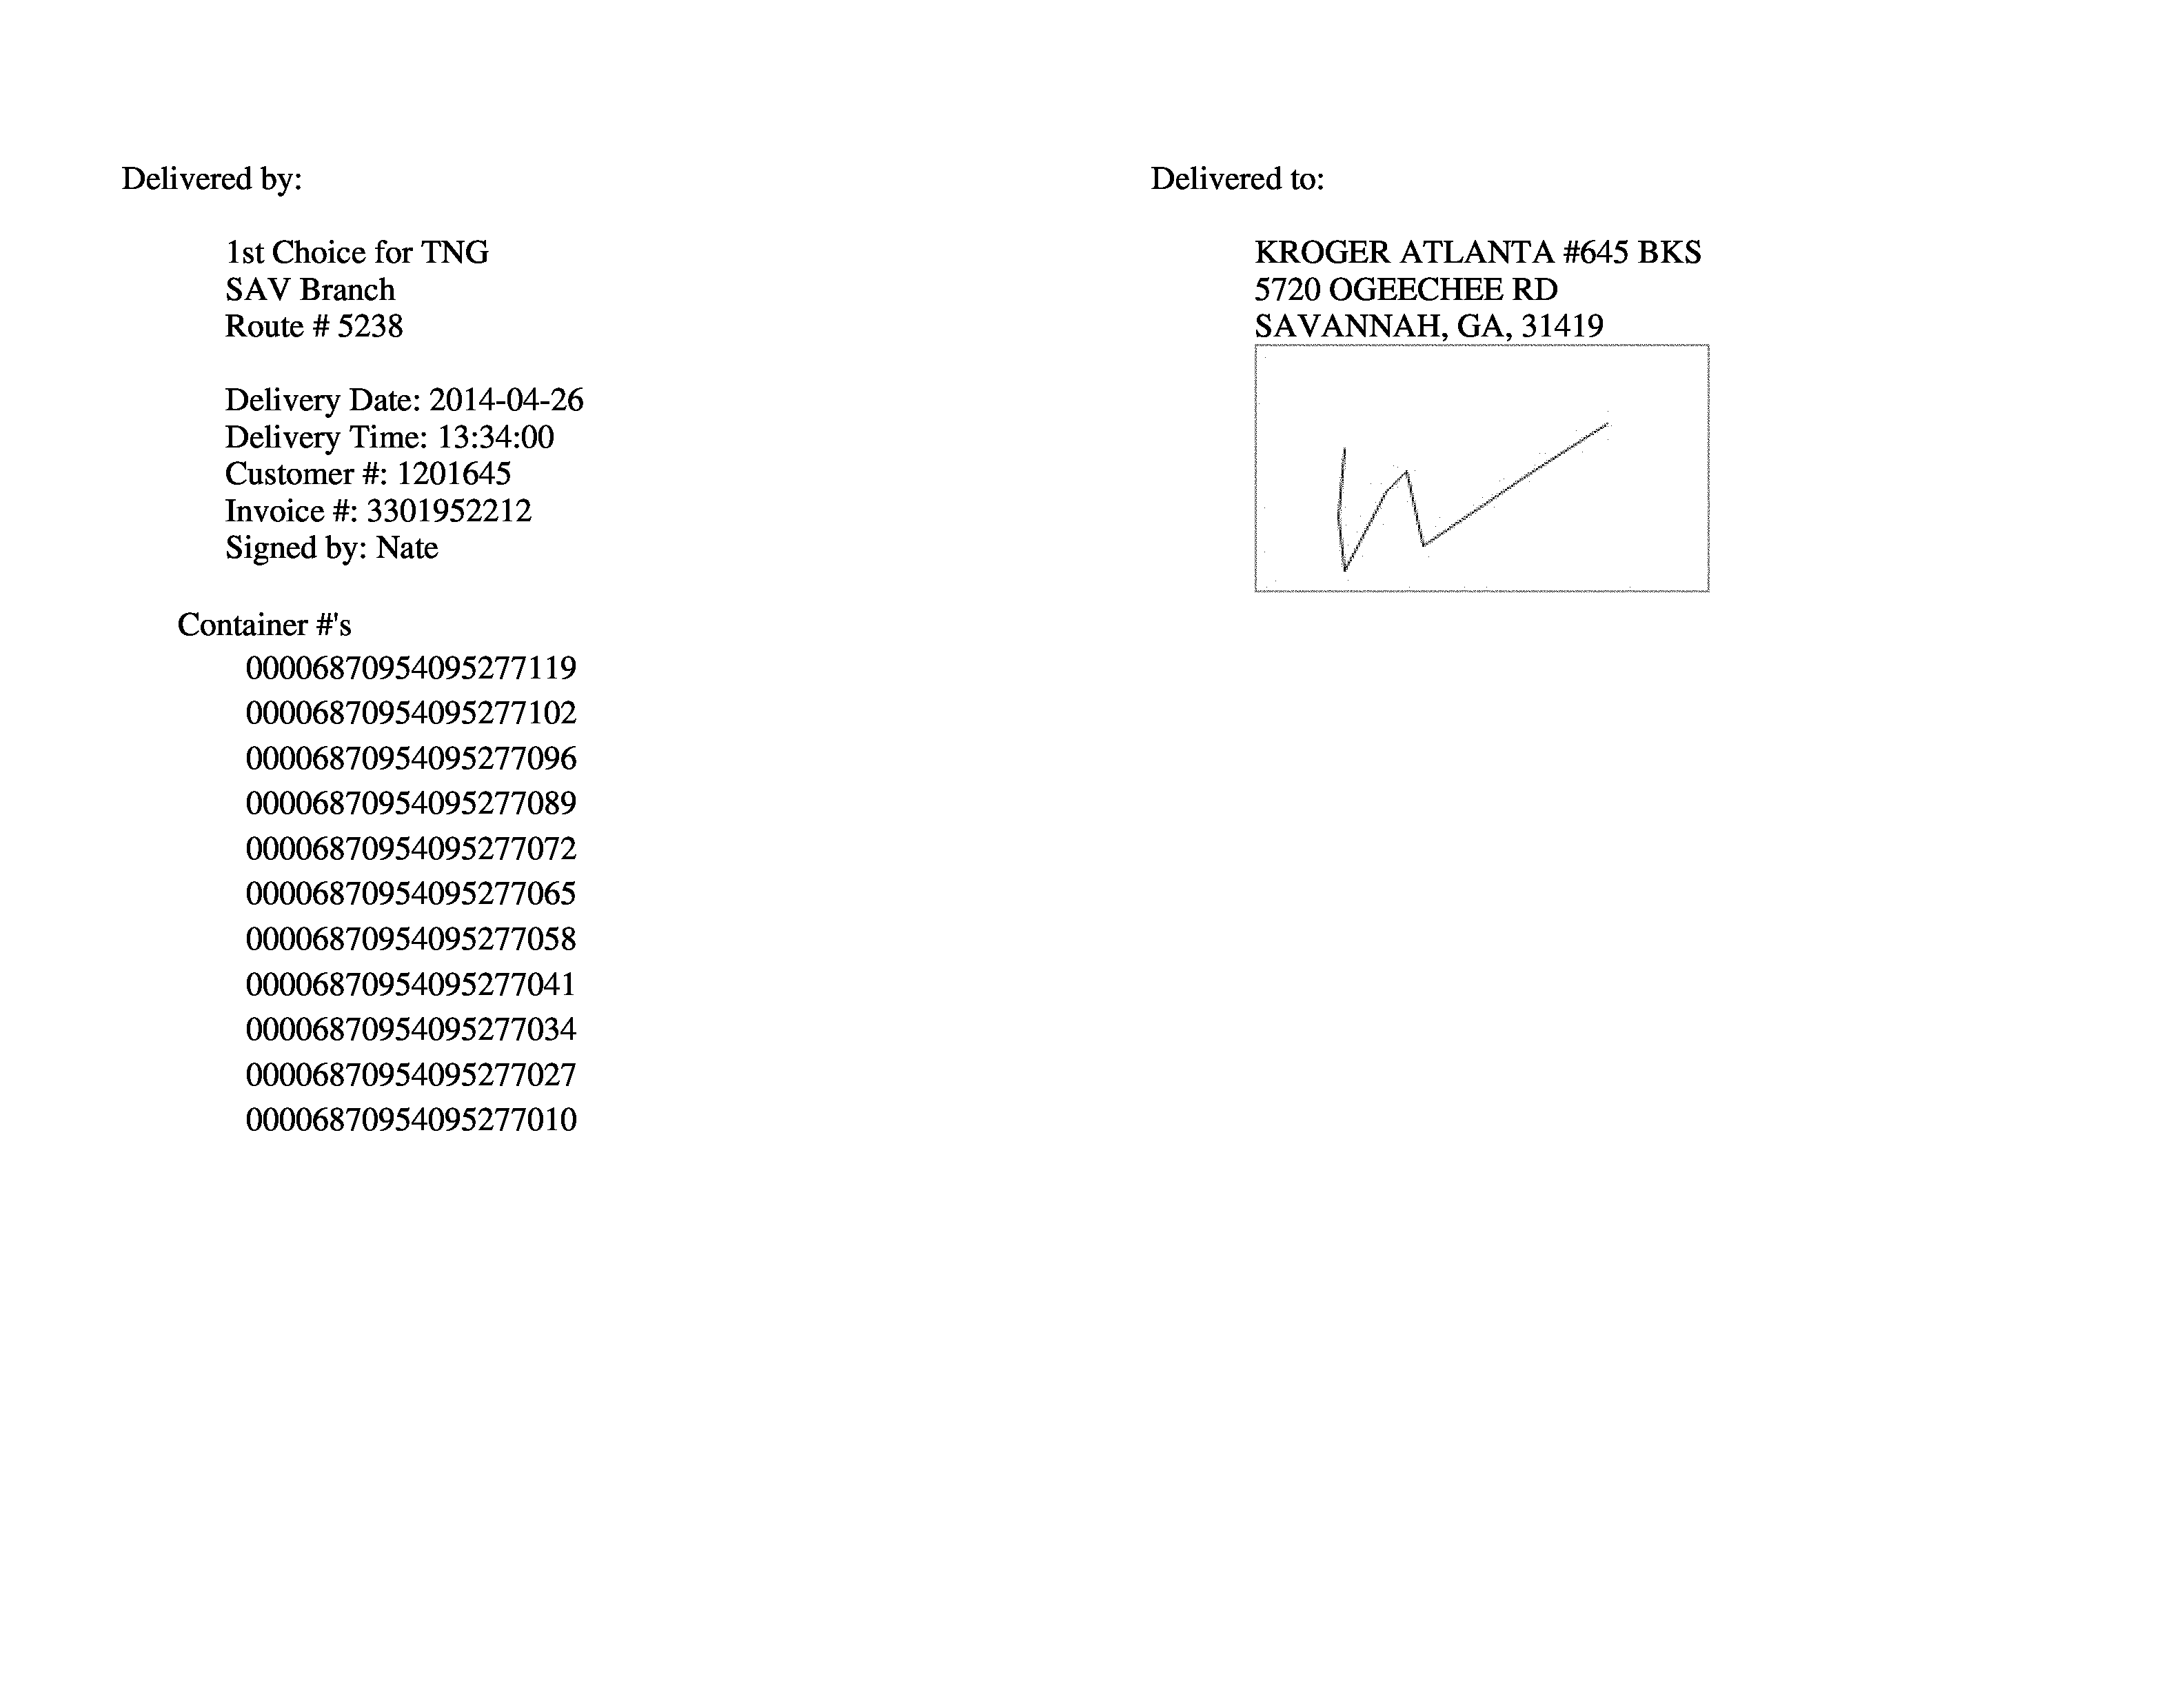 Delivered by:
1st Choice for TNG
SAV Branch
Route # 5238
Delivery Date: 2014-04-26
Delivery Time: 13:34:00
Customer #: 1201645
Invoice #: 3301952212
Signed by: Nate
Container #'s
00006870954095277119
00006870954095277102
00006870954095277096
00006870954095277089
00006870954095277072
00006870954095277065
00006870954095277058
00006870954095277041
00006870954095277034
00006870954095277027
00006870954095277010
Delivered to:
KROGER ATLANTA #645 BKS
5720 OGEECHEE RD
SAVANNAH, GA, 31419